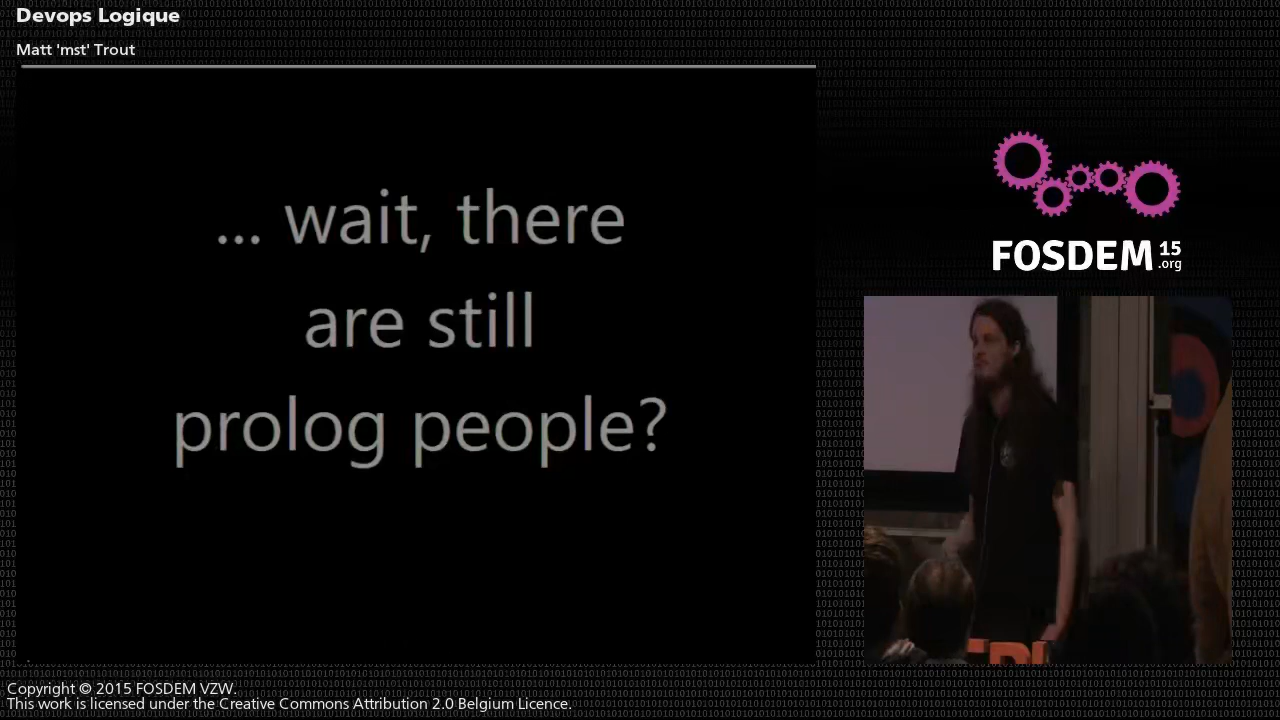 Devops Logique
Matt 'mst' Trout
... wait, there
are still
prolog people?
FOSDEM 15
.org
Copyright © 2015 FOSDEM VZW.
This work is licensed under the Creative Commons Attribution 2.0 Belgium Licence.